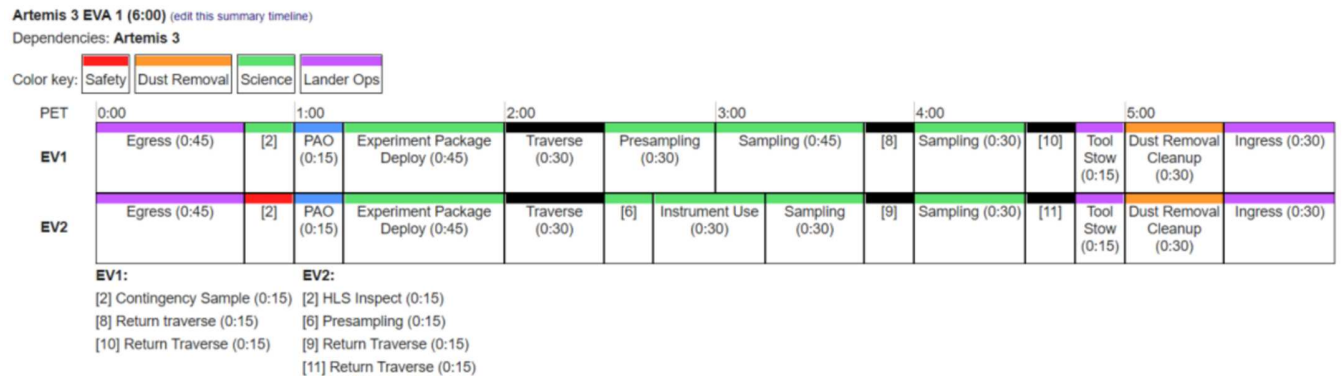 Artemis 3 EVA 1 (6:00) (edit this summary timeline)
Dependencies: Artemis 3
Color key: Safety Dust Removal Science Lander Ops
PET 0:00 1:00 2:00 3:00 4:00 5:00
EV1
Egress (0:45)
[2]
PAO
(0:15)
Experiment Package
Deploy (0:45)
Traverse
(0:30)
Presampling
(0:30)
Sampling (0:45)
[8]
Sampling (0:30)
[10]
Tool
Stow
(0:15)
Dust Removal
Cleanup
(0:30)
Ingress (0:30)
EV2
Egress (0:45)
[2]
PAO
(0:15)
Experiment Package
Deploy (0:45)
Traverse
(0:30)
[6]
Instrument Use
(0:30)
Sampling
(0:30)
[9]
Sampling (0:30)
[11]
Tool
Stow
(0:15)
Dust Removal
Cleanup
(0:30)
Ingress (0:30)
EV1:
[2] Contingency Sample (0:15)
[8] Return traverse (0:15)
[10] Return Traverse (0:15)
EV2:
[2] HLS Inspect (0:15)
[6] Presampling (0:15)
[9] Return Traverse (0:15)
[11] Return Traverse (0:15)